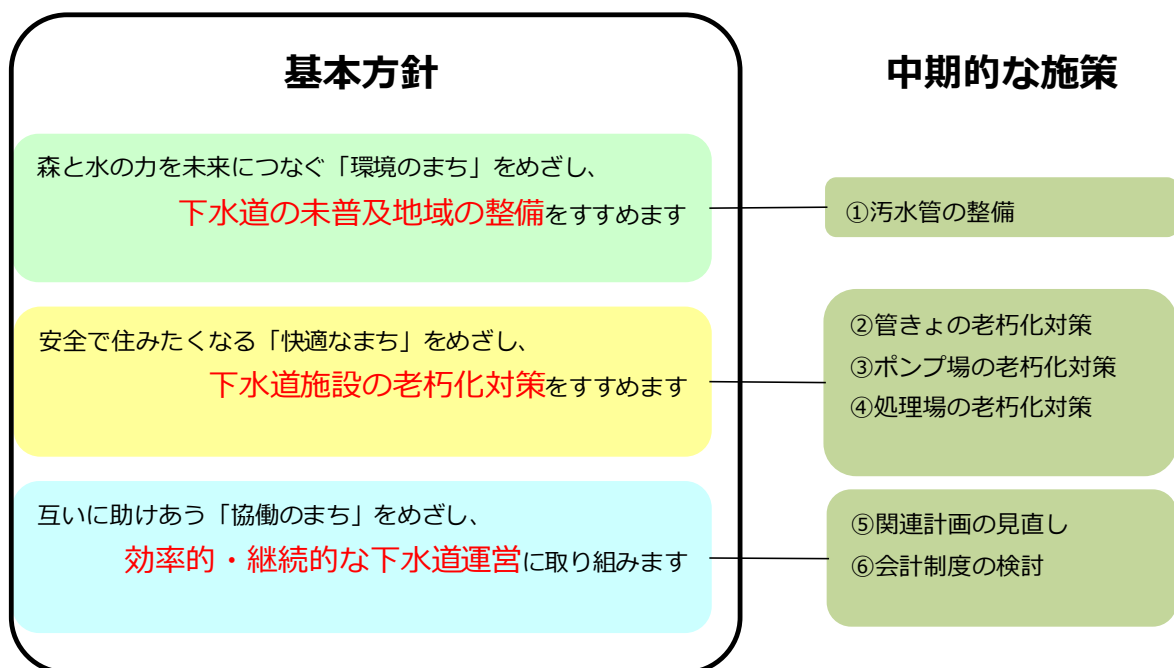 基本方針
森と水の力を未来につなぐ「環境のまち」をめざし、
下水道の未普及地域の整備をすすめます
安全で住みたくなる「快適なまち」をめざし、
下水道施設の老朽化対策をすすめます
互いに助けあう「協働のまち」をめざし、
効率的・継続的な下水道運営に取り組みます
中期的な施策
①汚水管の整備
②管きょの老朽化対策
③ポンプ場の老朽化対策
④処理場の老朽化対策
⑤関連計画の見直し
⑥会計制度の検討